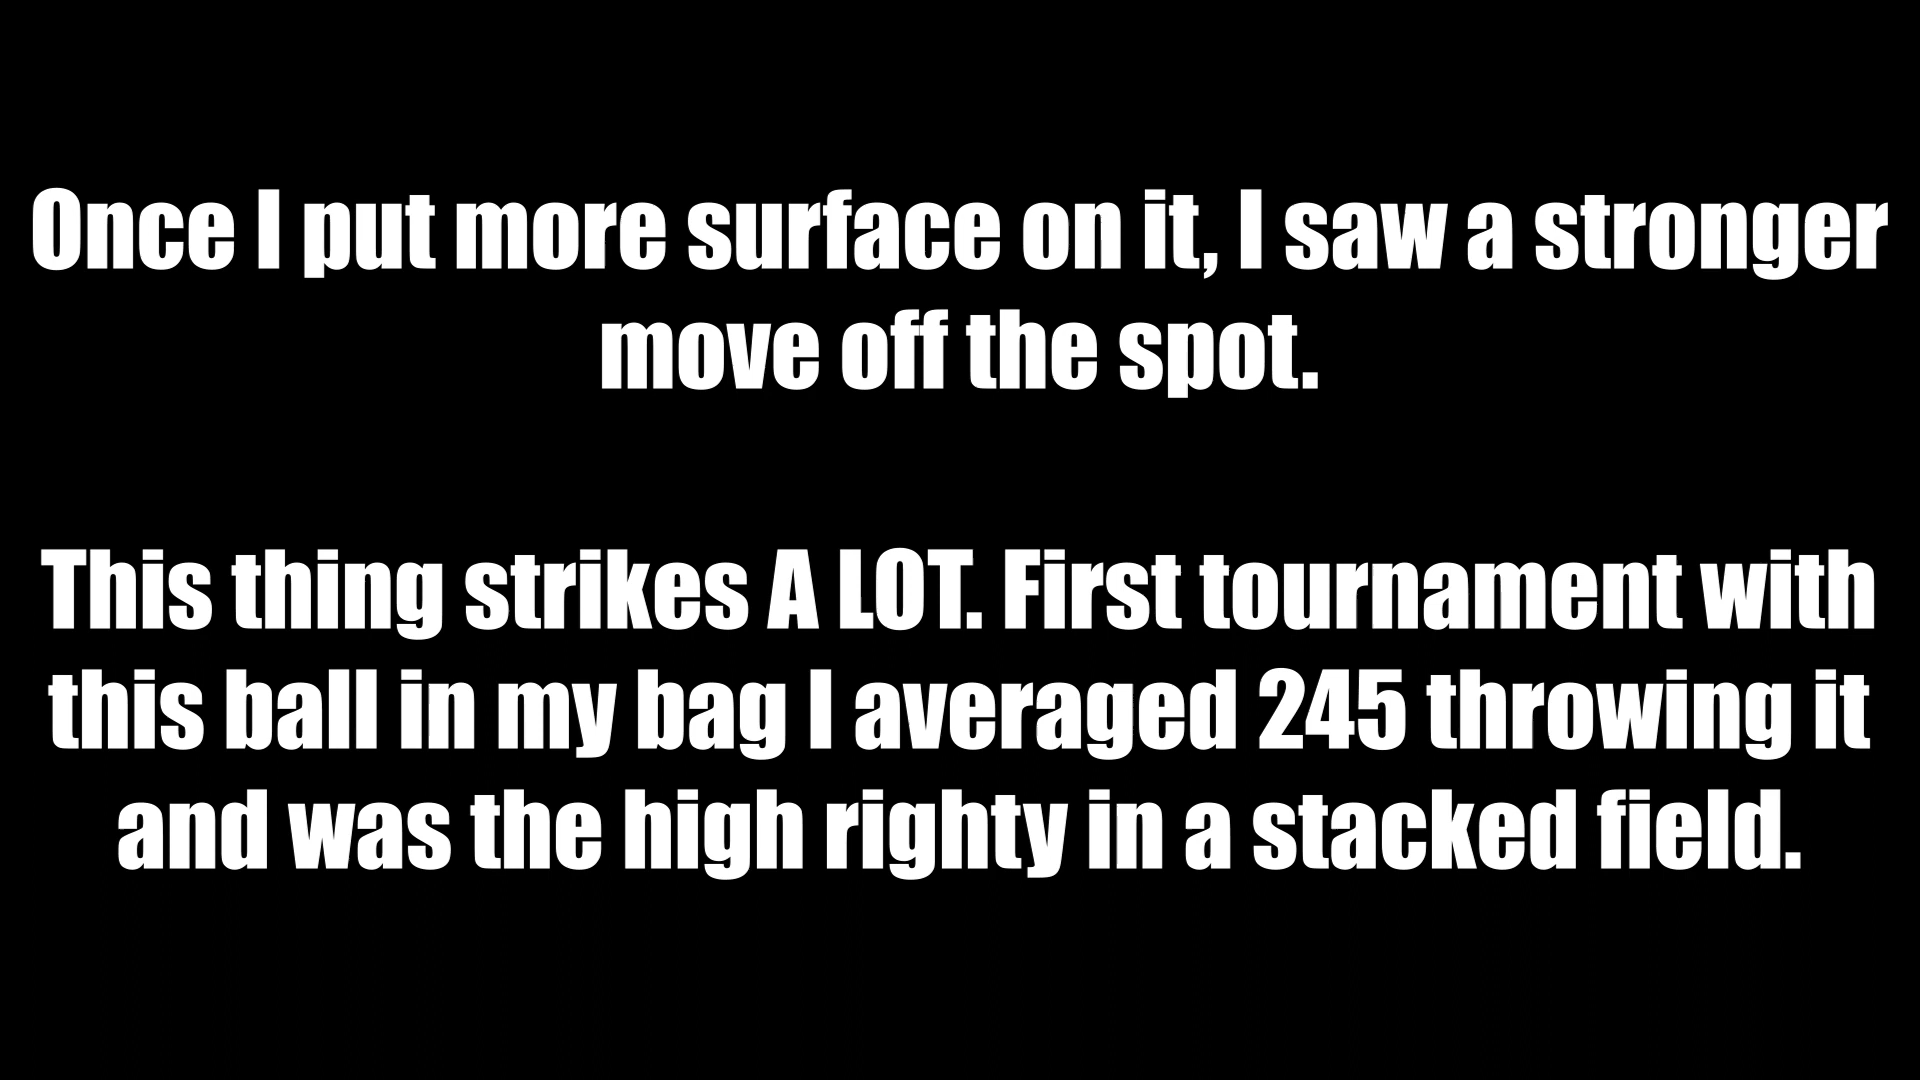 Once I put more surface on it, I saw a stronger
move off the spot.
This thing strikes A LOT. First tournament with
this ball in my bag I averaged 245 throwing it
and was the high righty in a stacked field.